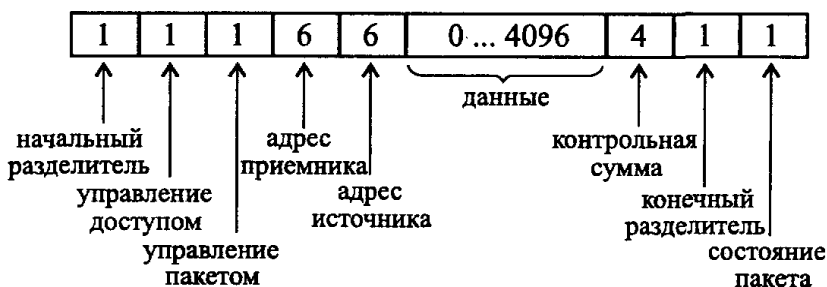 1 1 1 6 6 0 ... 4096 4 1 1
данные
начальный
разделитель
управление
доступом
управление
пакетом
адрес
приемника
адрес
источника
контрольная
сумма
конечный
разделитель
состояние
пакета